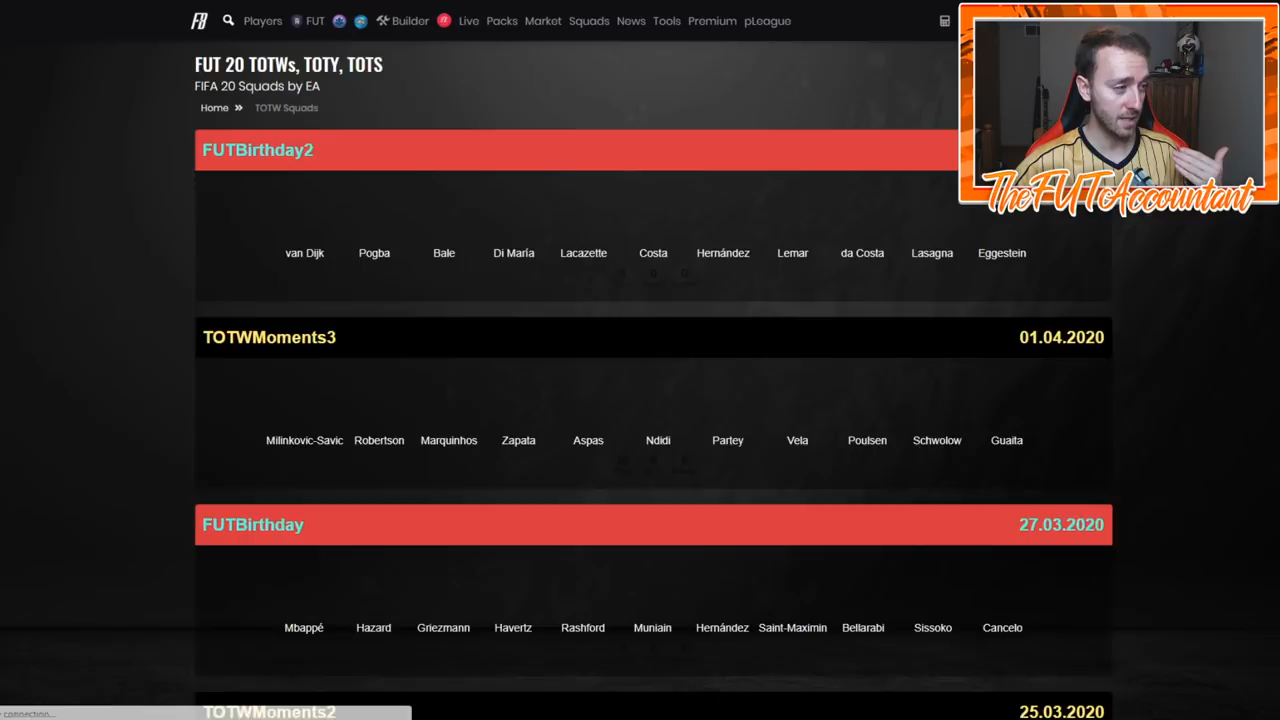 FB Players FUT Builder Live Packs Market Squads News Tools Premium pLeague
FUT 20 TOTWs, TOTY, TOTS
FIFA 20 Squads by EA
Home » TOTW Squads
TheFUTAccountant
FUTBirthday2
van Dijk Pogba Bale Di María Lacazette Costa Hernández Lemar da Costa Lasagna Eggestein
TOTWMoments3 01.04.2020
Milinkovic-Savic Robertson Marquinhos Zapata Aspas Ndidi Partey Vela Poulsen Schwolow Guaita
FUTBirthday 27.03.2020
Mbappé Hazard Griezmann Havertz Rashford Muniain Hernández Saint-Maximin Bellarabi Sissoko Cancelo
TOTWMoments2 25.03.2020
connection...